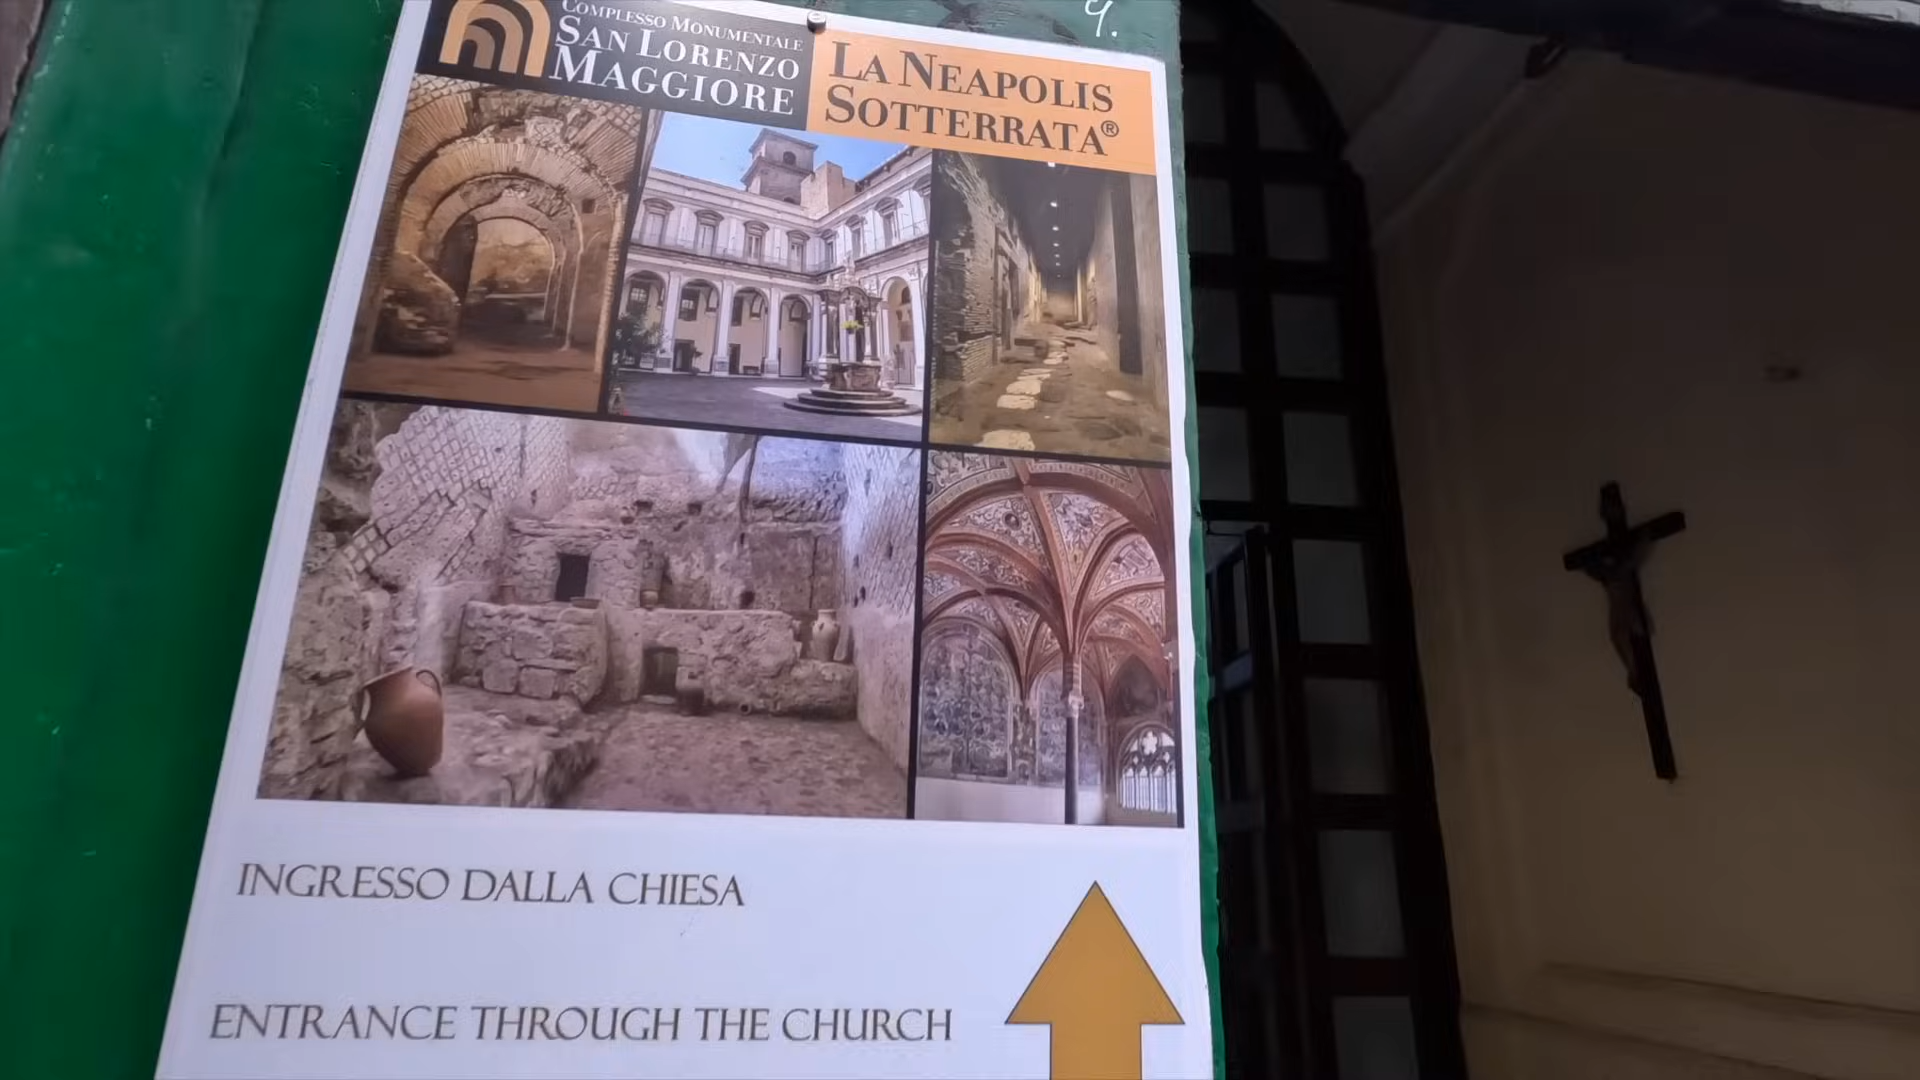 COMPLESSO MONUMENTALE
SAN LORENZO
MAGGIORE
LA NEAPOLIS
SOTTERRATA®
INGRESSO DALLA CHIESA
ENTRANCE THROUGH THE CHURCH